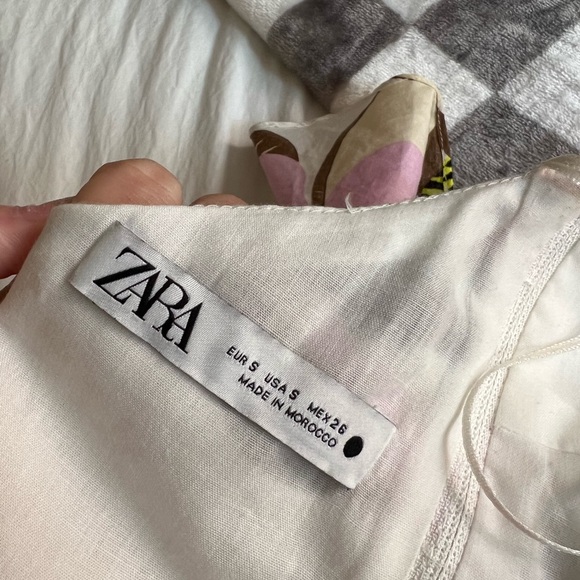 ZARA
EUR S USA S MEX 26
MADE IN MOROCCO